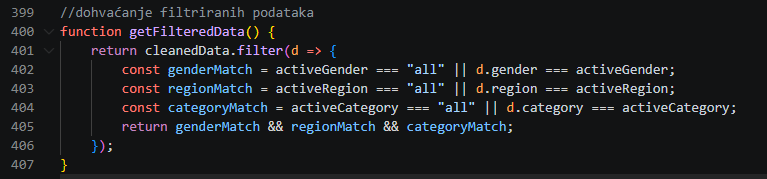 399 //dohvaćanje filtriranih podataka
400 function getFilteredData() {
401 return cleanedData.filter(d => {
402 const genderMatch = activeGender === "all" || d.gender === activeGender;
403 const regionMatch = activeRegion === "all" || d.region === activeRegion;
404 const categoryMatch = activeCategory === "all" || d.category === activeCategory;
405 return genderMatch && regionMatch && categoryMatch;
406 });
407 }